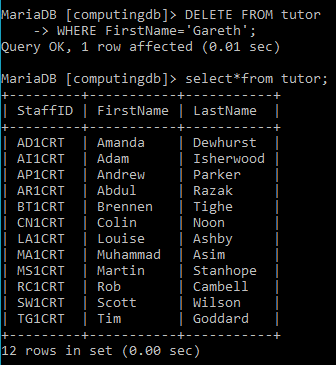 MariaDB [computingdb]> DELETE FROM tutor
    -> WHERE FirstName='Gareth';
Query OK, 1 row affected (0.01 sec)

MariaDB [computingdb]> select*from tutor;
+---------+-----------+-----------+
| StaffID | FirstName | LastName  |
+---------+-----------+-----------+
| AD1CRT  | Amanda    | Dewhurst  |
| AI1CRT  | Adam      | Isherwood |
| AP1CRT  | Andrew    | Parker    |
| AR1CRT  | Abdul     | Razak     |
| BT1CRT  | Brennen   | Tighe     |
| CN1CRT  | Colin     | Noon      |
| LA1CRT  | Louise    | Ashby     |
| MA1CRT  | Muhammad  | Asim      |
| MS1CRT  | Martin    | Stanhope  |
| RC1CRT  | Rob       | Cambell   |
| SW1CRT  | Scott     | Wilson    |
| TG1CRT  | Tim       | Goddard   |
+---------+-----------+-----------+
12 rows in set (0.00 sec)